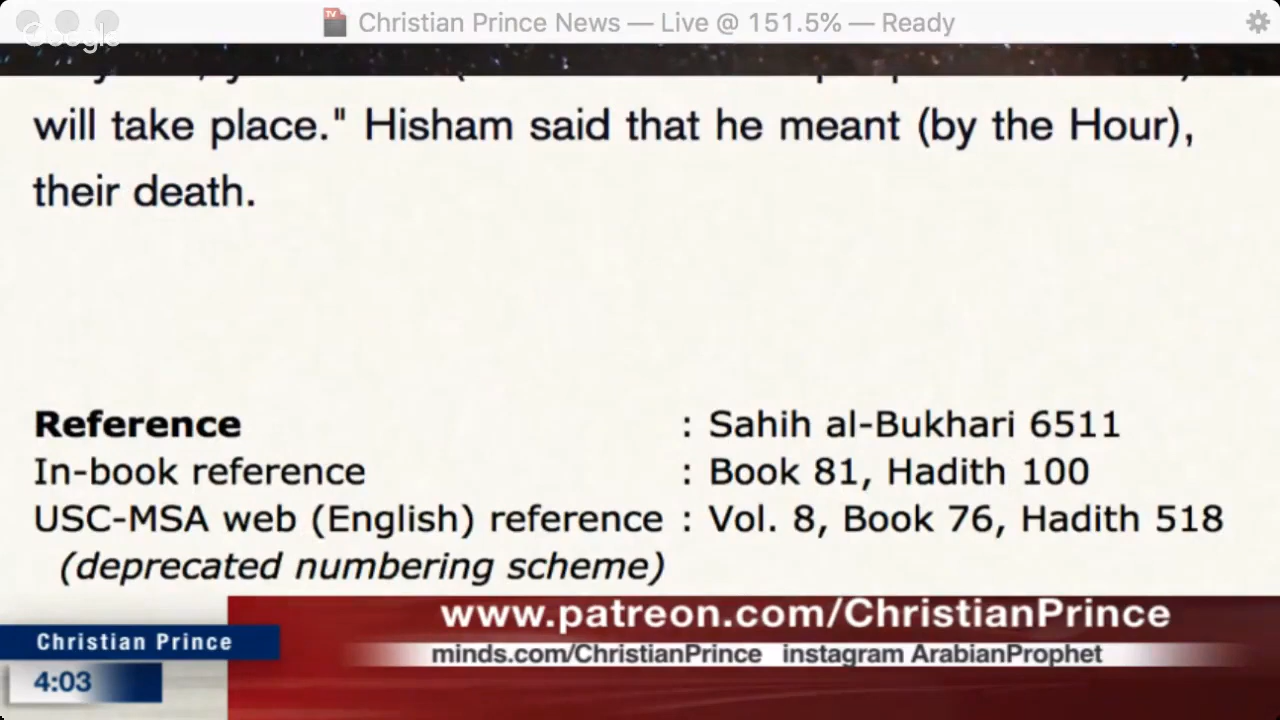 Christian Prince News — Live @ 151.5% — Ready
Google
will take place." Hisham said that he meant (by the Hour),
their death.
Reference : Sahih al-Bukhari 6511
In-book reference : Book 81, Hadith 100
USC-MSA web (English) reference : Vol. 8, Book 76, Hadith 518
(deprecated numbering scheme)
www.patreon.com/ChristianPrince
Christian Prince
minds.com/ChristianPrince instagram ArabianProphet
4:03